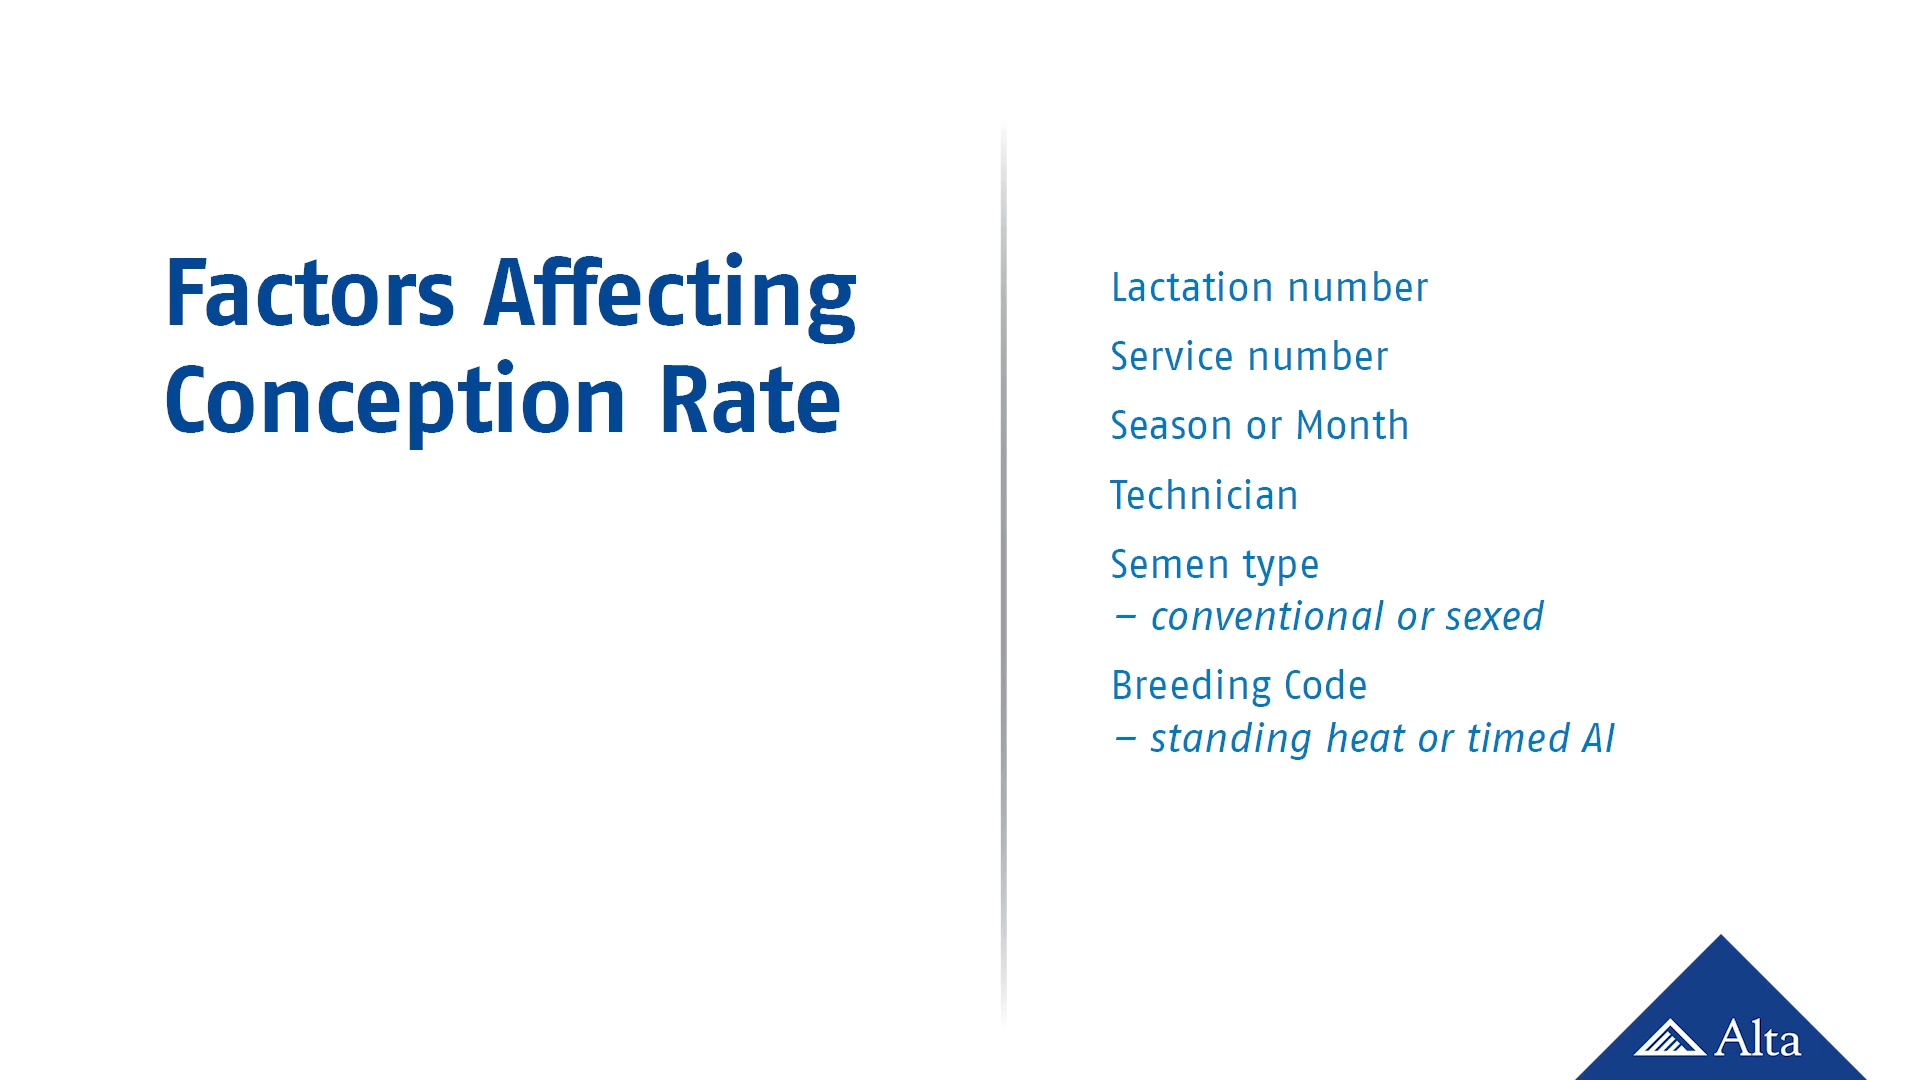 Factors Affecting
Conception Rate
Lactation number
Service number
Season or Month
Technician
Semen type
– conventional or sexed
Breeding Code
– standing heat or timed AI
Alta